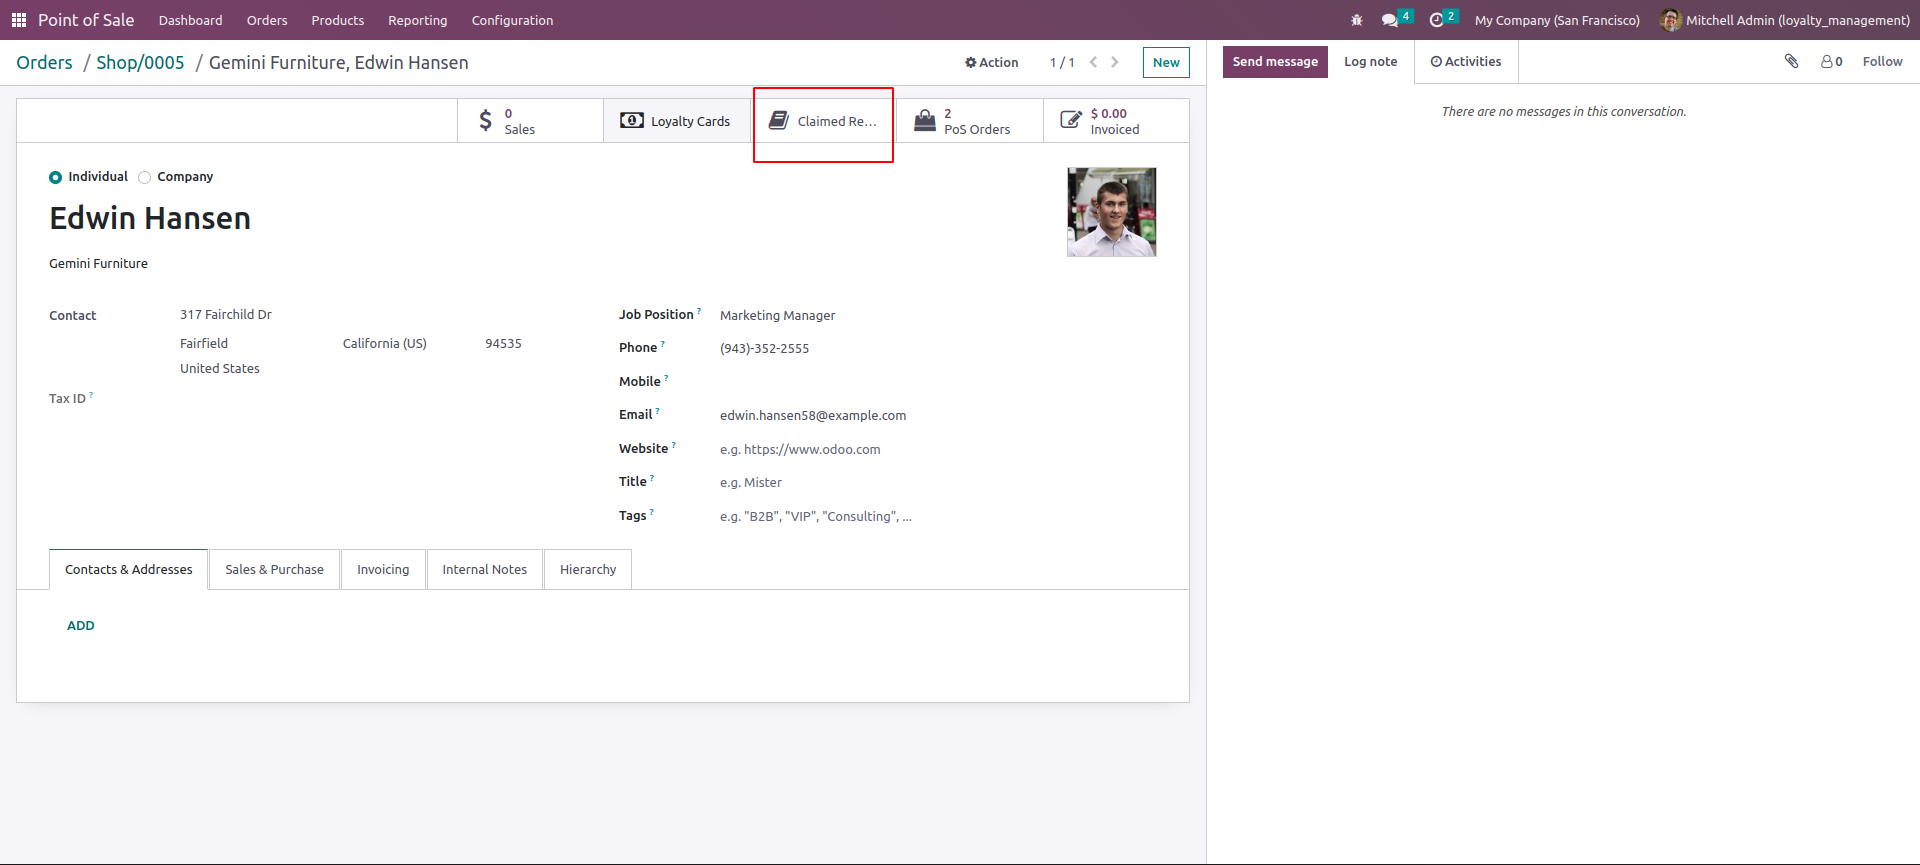 Point of Sale Dashboard Orders Products Reporting Configuration 4 2 My Company (San Francisco) Mitchell Admin (loyalty_management)
Orders / Shop/0005 / Gemini Furniture, Edwin Hansen Action 1 / 1 New
Send message Log note Activities 0 Follow
There are no messages in this conversation.
0
Sales
Loyalty Cards
Claimed Re...
2
PoS Orders
$ 0.00
Invoiced
Individual Company
Edwin Hansen
Gemini Furniture
Contact 317 Fairchild Dr
Fairfield California (US) 94535
United States
Tax ID ?
Job Position ? Marketing Manager
Phone ? (943)-352-2555
Mobile ?
Email ? edwin.hansen58@example.com
Website ? e.g. https://www.odoo.com
Title ? e.g. Mister
Tags ? e.g. "B2B", "VIP", "Consulting", ...
Contacts & Addresses Sales & Purchase Invoicing Internal Notes Hierarchy
ADD